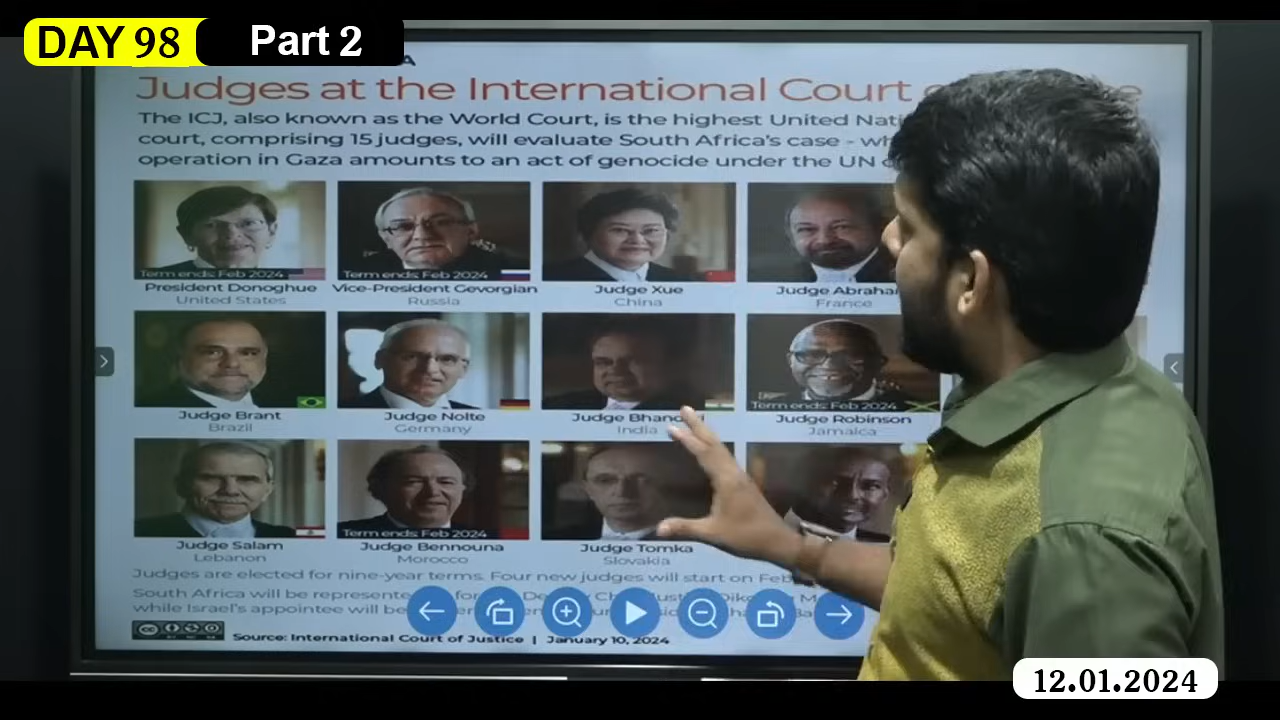 DAY 98 Part 2
A
Judges at the International Court
The ICJ, also known as the World Court, is the highest United
court, comprising 15 judges, will evaluate South Africa's case -
operation in Gaza amounts to an act of genocide under the UN
Term ends: Feb 2024 Term ends: Feb 2024
President Donoghue Vice-President Gevorgian Judge Xue Judge
United States Russia China France
Term ends: Feb 2024
Judge Brant Judge Nolte Judge Judge Robinson
Brazil Germany India Jamaica
Term ends: Feb 2024
Judge Salam Judge Bennouna Judge Tomka
Lebanon Morocco Slovakia
Judges are elected for nine-year terms. Four new judges will start on
South Africa will be
while Israel's appointee will be
Source: International Court of Justice | January 10, 2024
12.01.2024